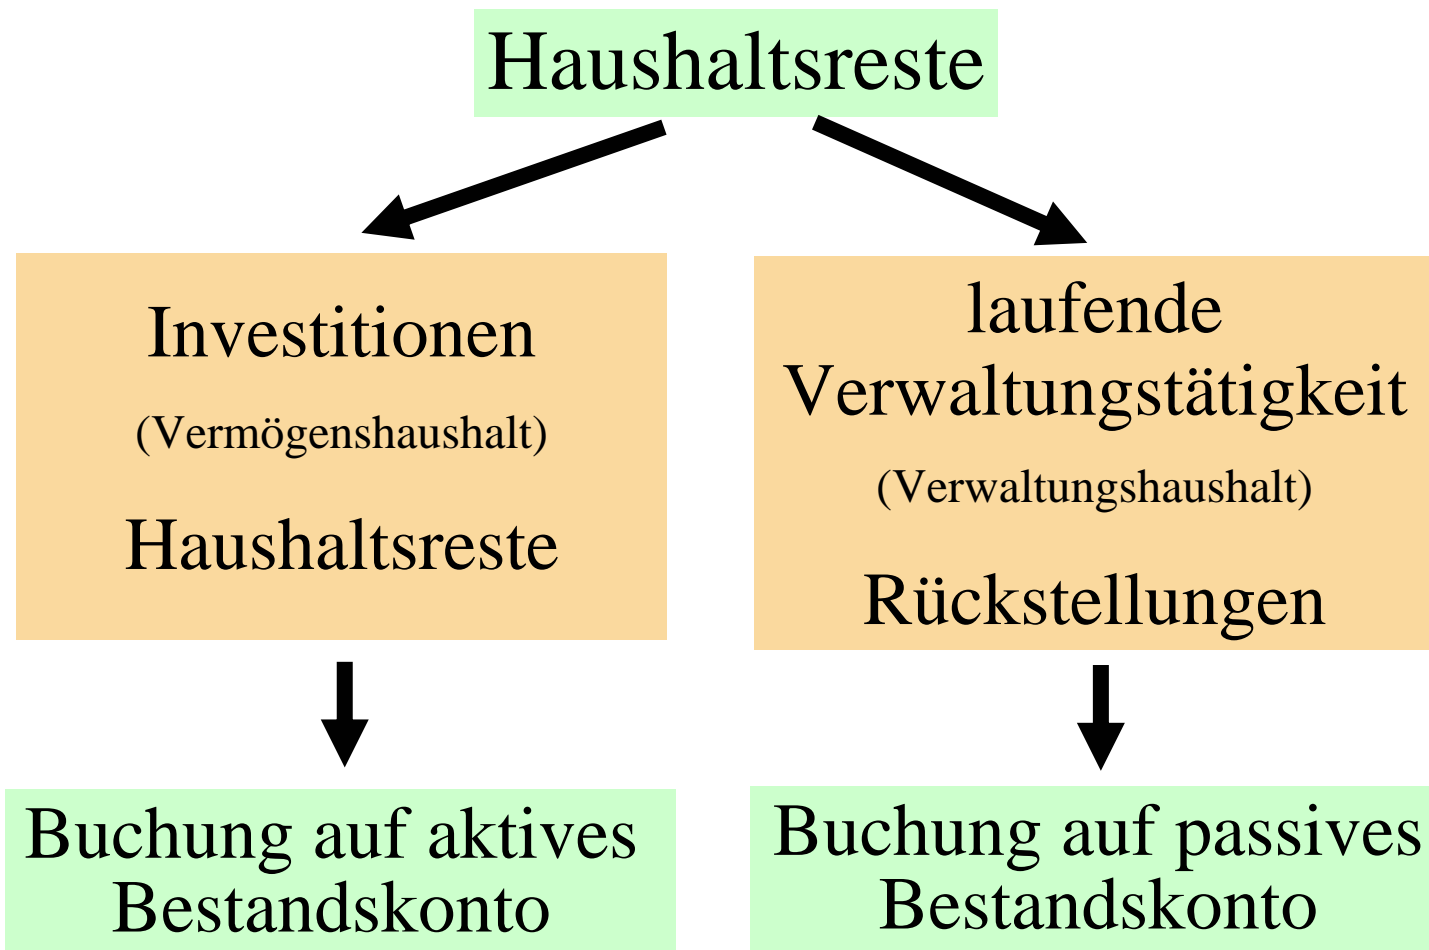 Haushaltsreste
Investitionen
(Vermögenshaushalt)
Haushaltsreste
laufende
Verwaltungstätigkeit
(Verwaltungshaushalt)
Rückstellungen
Buchung auf aktives
Bestandskonto
Buchung auf passives
Bestandskonto